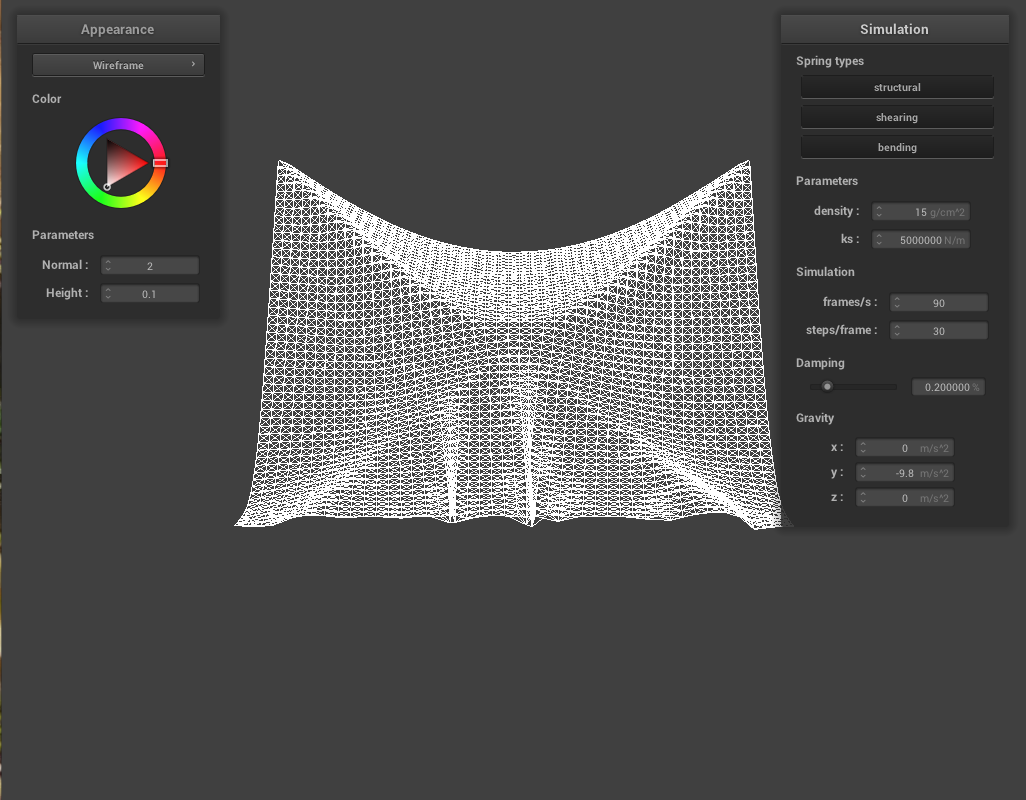 Appearance
Wireframe
Color
Parameters
Normal : 2
Height : 0.1
Simulation
Spring types
structural
shearing
bending
Parameters
density : 15 g/cm^2
ks : 5000000 N/m
Simulation
frames/s : 90
steps/frame : 30
Damping
0.200000 %
Gravity
x : 0 m/s^2
y : -9.8 m/s^2
z : 0 m/s^2